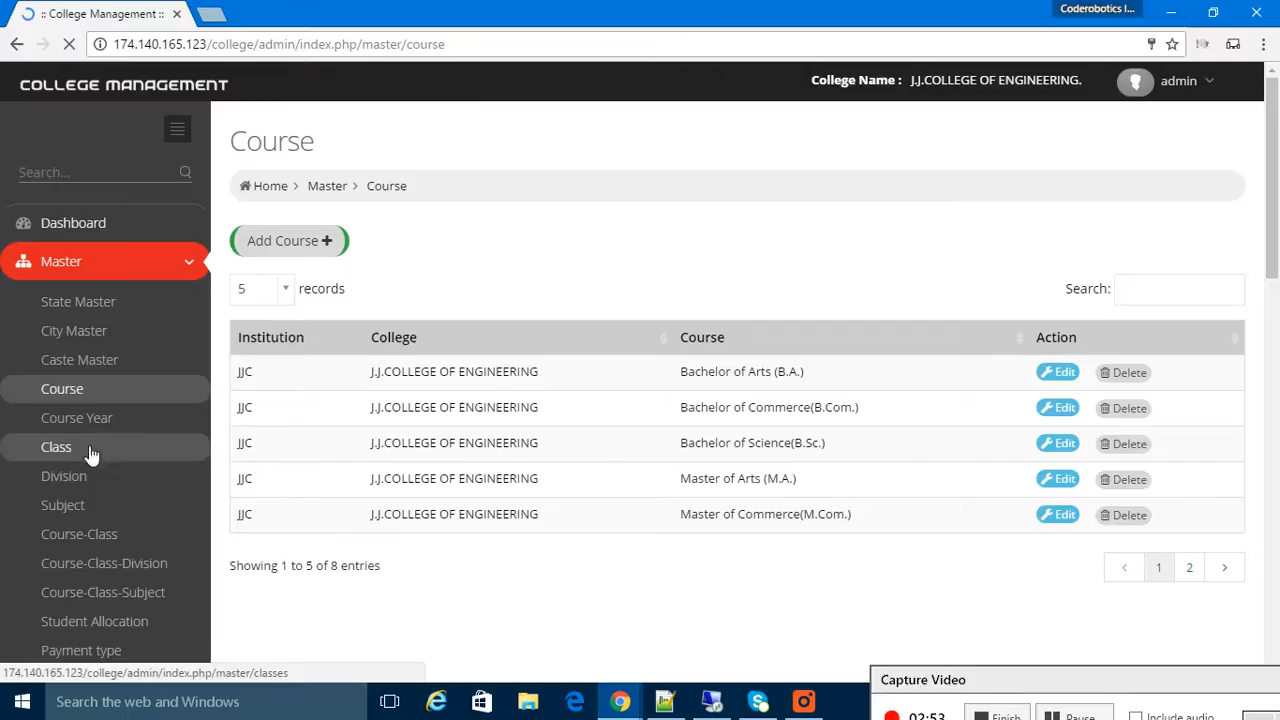 :: College Management ::
Coderobotics I...
174.140.165.123/college/admin/index.php/master/course
COLLEGE MANAGEMENT
College Name : J.J.COLLEGE OF ENGINEERING.
admin
Search...
Dashboard
Master
State Master
City Master
Caste Master
Course
Course Year
Class
Division
Subject
Course-Class
Course-Class-Division
Course-Class-Subject
Student Allocation
Payment type
Course
Home > Master > Course
Add Course +
5 records
Search:
Institution College Course Action
JJC J.J.COLLEGE OF ENGINEERING Bachelor of Arts (B.A.) Edit Delete
JJC J.J.COLLEGE OF ENGINEERING Bachelor of Commerce(B.Com.) Edit Delete
JJC J.J.COLLEGE OF ENGINEERING Bachelor of Science(B.Sc.) Edit Delete
JJC J.J.COLLEGE OF ENGINEERING Master of Arts (M.A.) Edit Delete
JJC J.J.COLLEGE OF ENGINEERING Master of Commerce(M.Com.) Edit Delete
Showing 1 to 5 of 8 entries
< 1 2 >
174.140.165.123/college/admin/index.php/master/classes
Search the web and Windows
Capture Video
02:53 Finish Pause Include audio